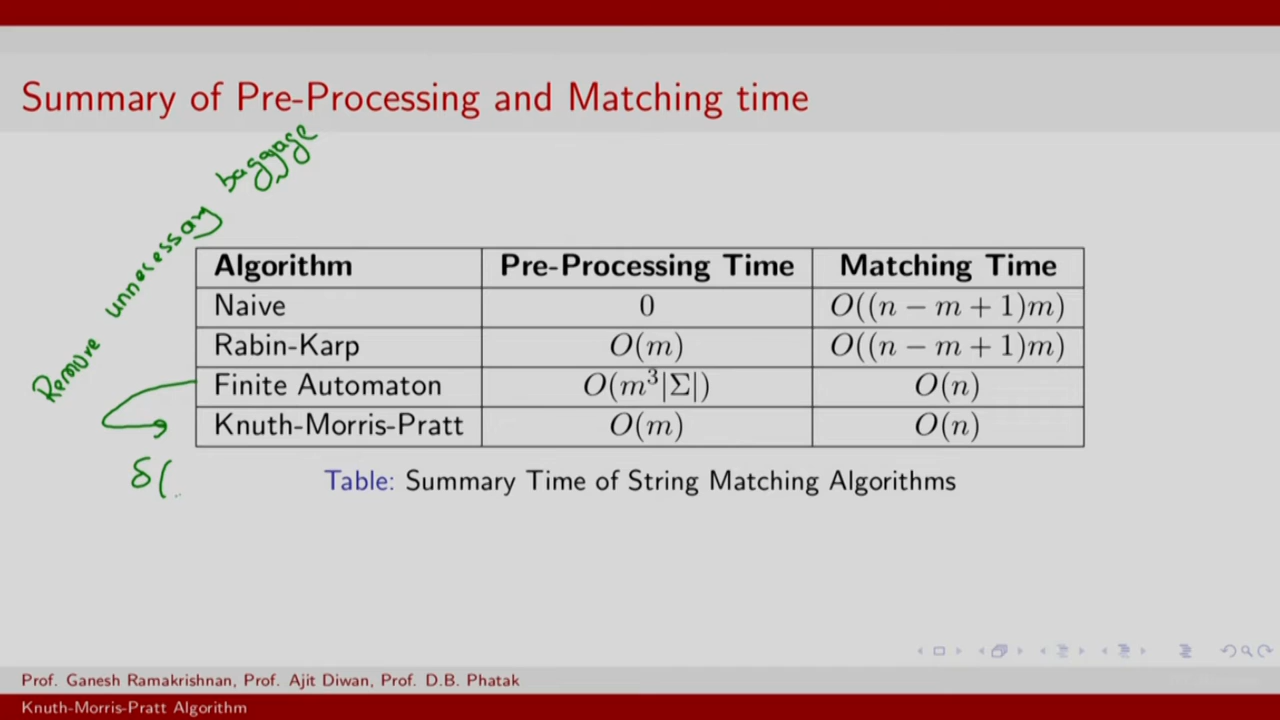 Summary of Pre-Processing and Matching time
Remove unnecessary baggage
Algorithm Pre-Processing Time Matching Time
Naive 0 O((n − m + 1)m)
Rabin-Karp O(m) O((n − m + 1)m)
Finite Automaton O(m³|Σ|) O(n)
Knuth-Morris-Pratt O(m) O(n)
δ(
Table: Summary Time of String Matching Algorithms
Prof. Ganesh Ramakrishnan, Prof. Ajit Diwan, Prof. D.B. Phatak
Knuth-Morris-Pratt Algorithm